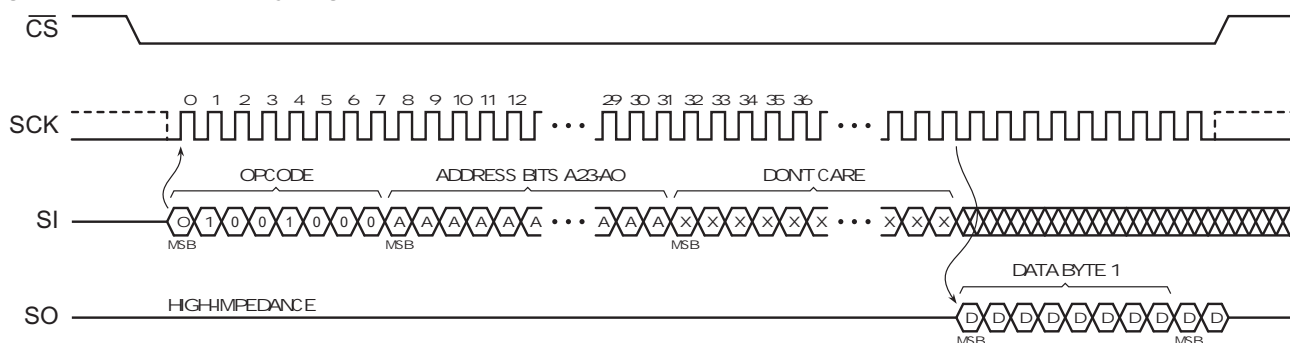 CS
0 1 2 3 4 5 6 7 8 9 10 11 12 29 30 31 32 33 34 35 36
SCK • • • • • •
OPCODE ADDRESS BITS A23-A0 DON'T CARE
SI 0 1 0 0 1 0 0 0 A A A A A A • • • A A A X X X X X X • • • X X X
MSB MSB MSB
DATA BYTE 1
HIGH-IMPEDANCE
SO D D D D D D D D D D
MSB MSB